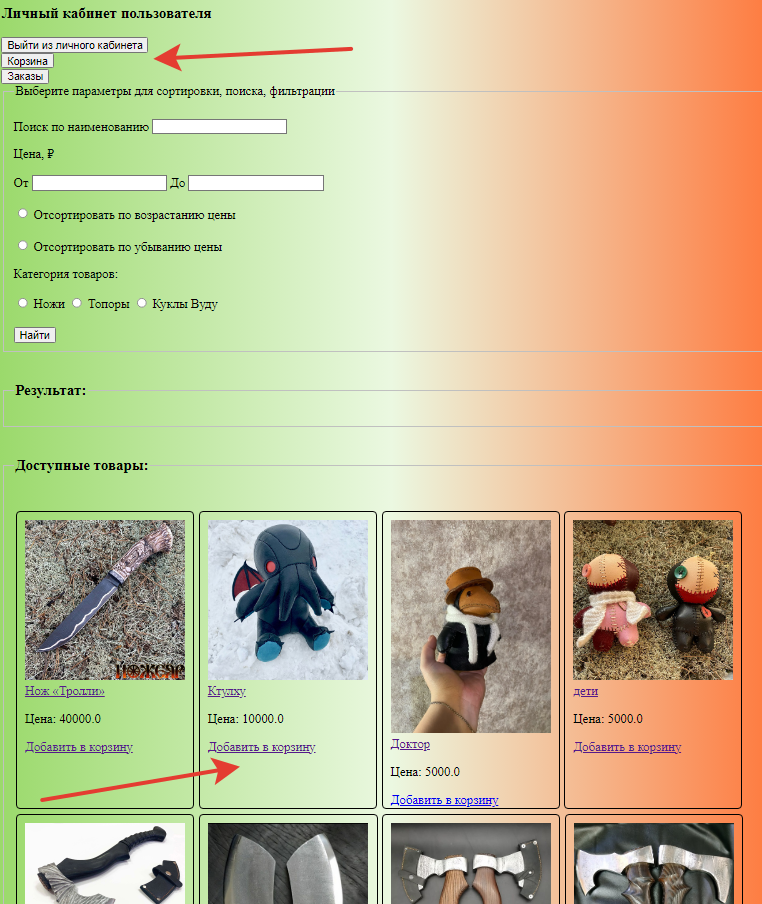 Личный кабинет пользователя
Выйти из личного кабинета
Корзина
Заказы
Выберите параметры для сортировки, поиска, фильтрации
Поиск по наименованию
Цена, ₽
От До
Отсортировать по возрастанию цены
Отсортировать по убыванию цены
Категория товаров:
Ножи Топоры Куклы Вуду
Найти
Результат:
Доступные товары:
Нож «Тролли»
Цена: 40000.0
Добавить в корзину
Ктулху
Цена: 10000.0
Добавить в корзину
Доктор
Цена: 5000.0
Добавить в корзину
дети
Цена: 5000.0
Добавить в корзину